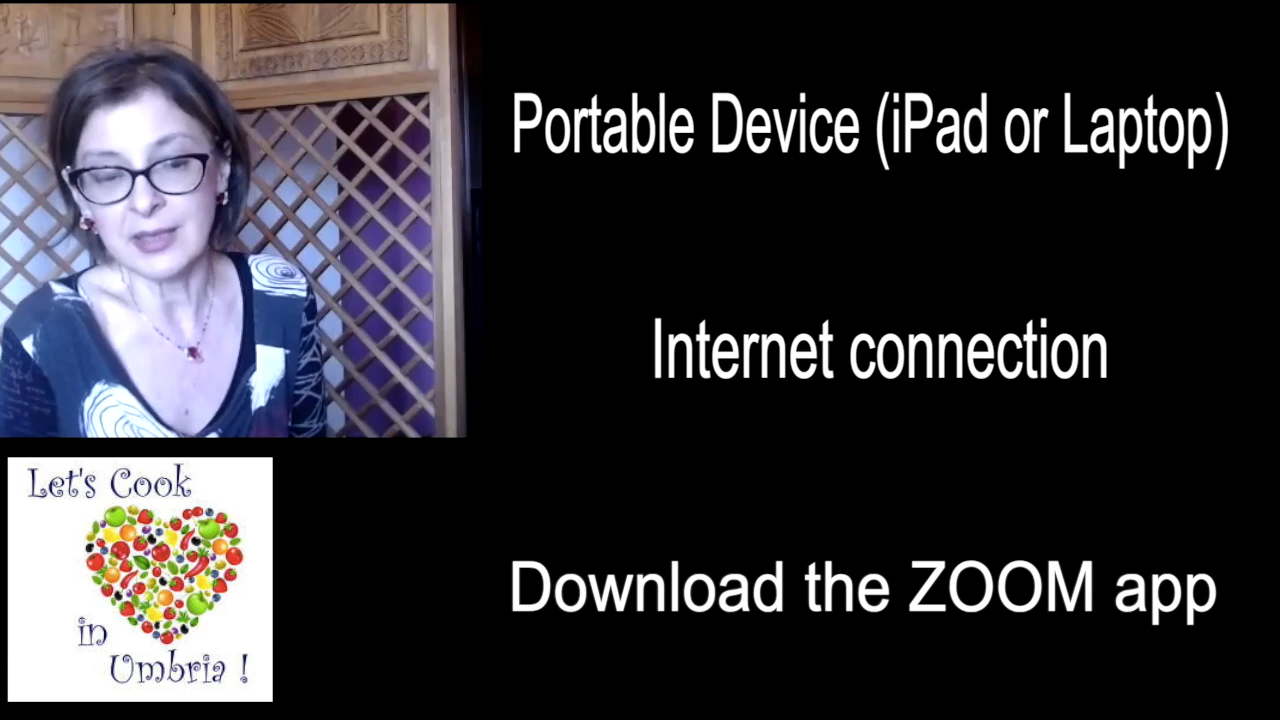 Portable Device (iPad or Laptop)
Internet connection
Download the ZOOM app
Let's Cook
in
Umbria !